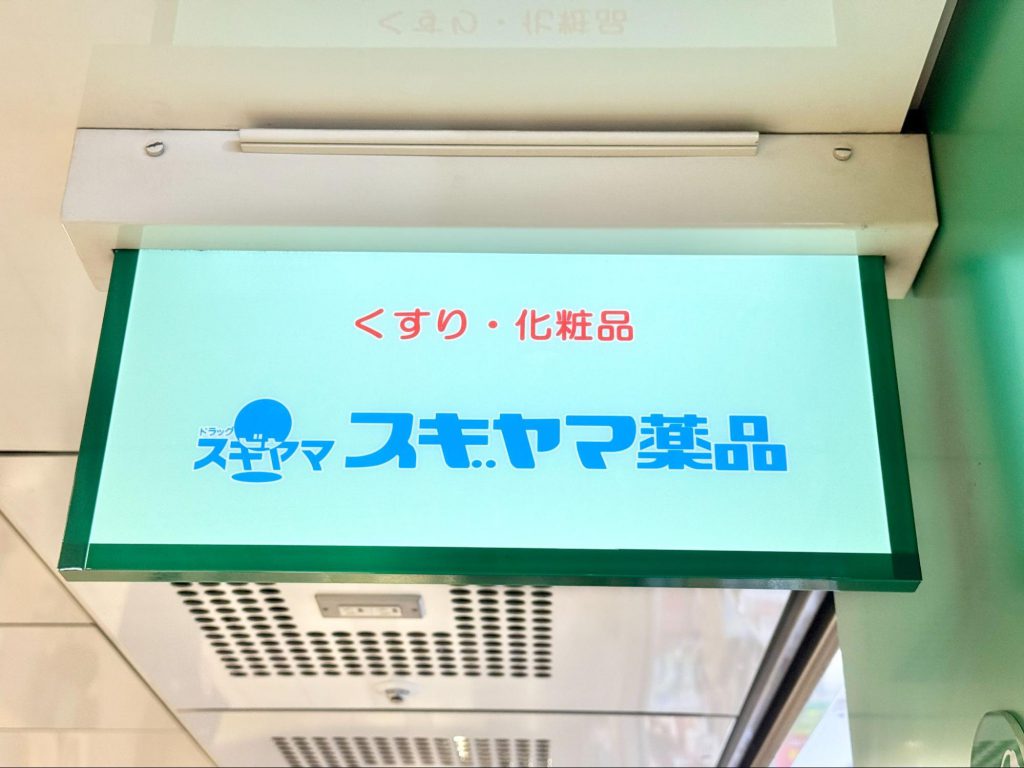 くすり・化粧品
ドラッグ
スギヤマ
スギヤマ薬品